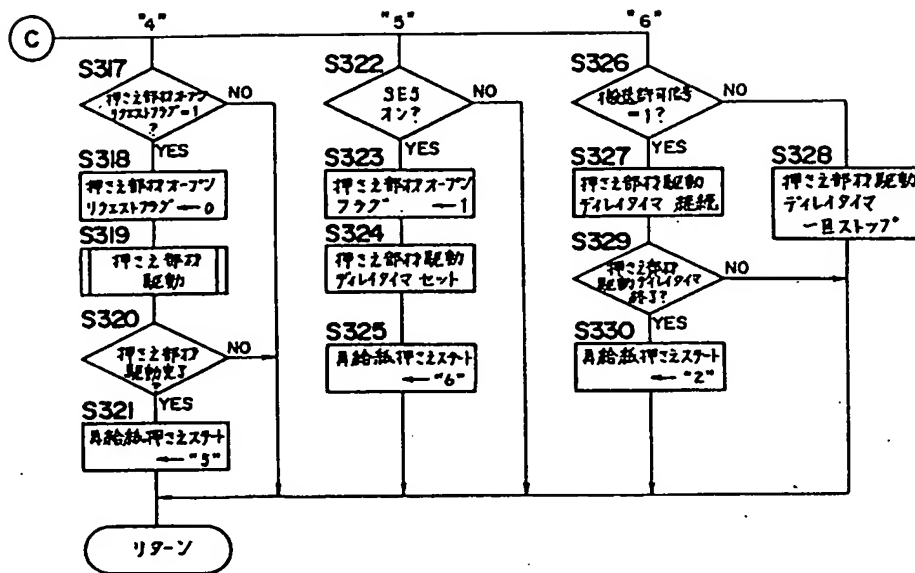 C
"4"
"5"
"6"
S317
押さえ部材オープン
リクエストフラグ=1
?
NO
YES
S318
押さえ部材オープン
リクエストフラグ←0
S319
押さえ部材
駆動
S320
押さえ部材
駆動完了
?
NO
YES
S321
再給紙押さえステート
←"5"
リターン
S322
SE5
オン?
NO
YES
S323
押さえ部材オープン
フラグ ←1
S324
押さえ部材駆動
ディレイタイマ セット
S325
再給紙押さえステート
←"6"
S326
搬送許可信号
=1?
NO
YES
S327
押さえ部材駆動
ディレイタイマ 継続
S328
押さえ部材駆動
ディレイタイマ
一旦ストップ
S329
押さえ部材
駆動ディレイタイマ
終了?
NO
YES
S330
再給紙押さえステート
←"2"